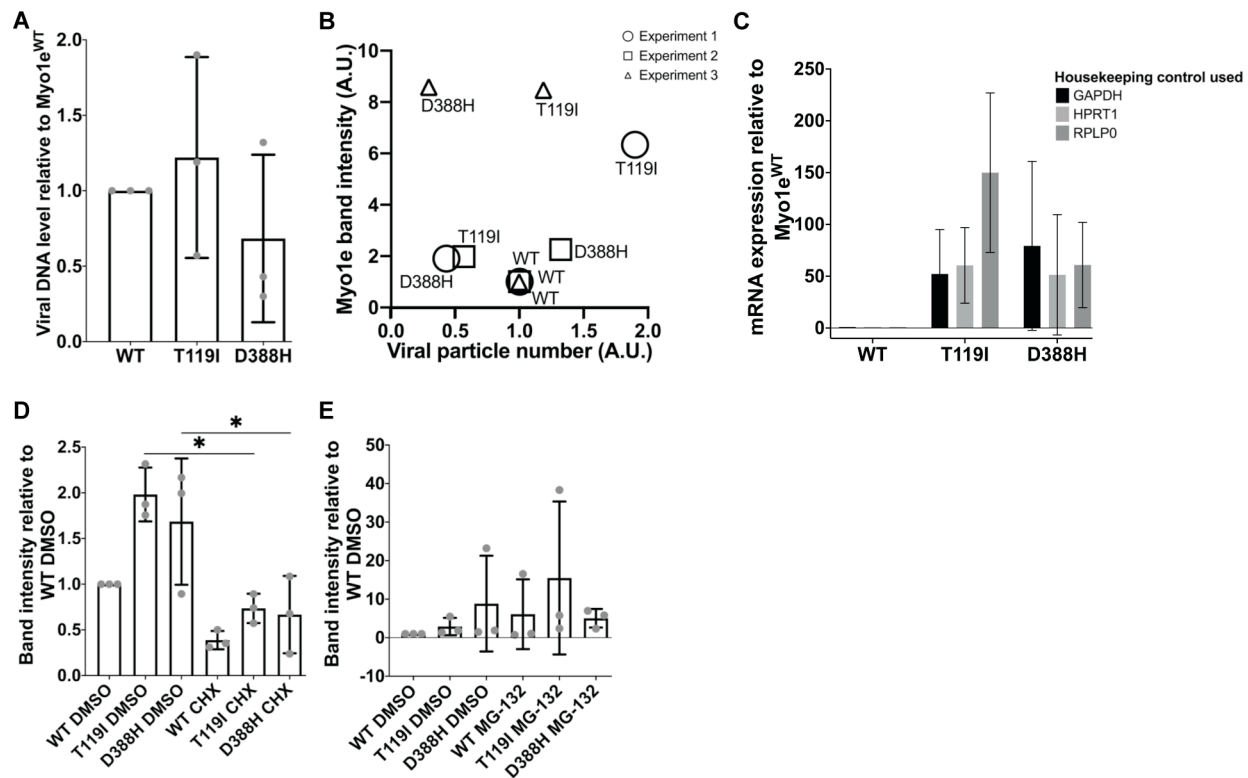 A
Viral DNA level relative to Myo1eWT
2.0
1.5
1.0
0.5
0.0
WT
T119I
D388H
B
Myo1e band intensity (A.U.)
10
8
6
4
2
0
0.0
0.5
1.0
1.5
2.0
Viral particle number (A.U.)
Experiment 1
Experiment 2
Experiment 3
D388H
T119I
T119I
T119I
D388H
D388H
WT
WT
WT
C
mRNA expression relative to
Myo1eWT
250
200
150
100
50
0
WT
T119I
D388H
Housekeeping control used
GAPDH
HPRT1
RPLP0
D
Band intensity relative to
WT DMSO
2.5
2.0
1.5
1.0
0.5
0.0
*
*
WT DMSO
T119I DMSO
D388H DMSO
WT CHX
T119I CHX
D388H CHX
E
Band intensity relative to
WT DMSO
50
40
30
20
10
0
-10
WT DMSO
T119I DMSO
D388H DMSO
WT MG-132
T119I MG-132
D388H MG-132